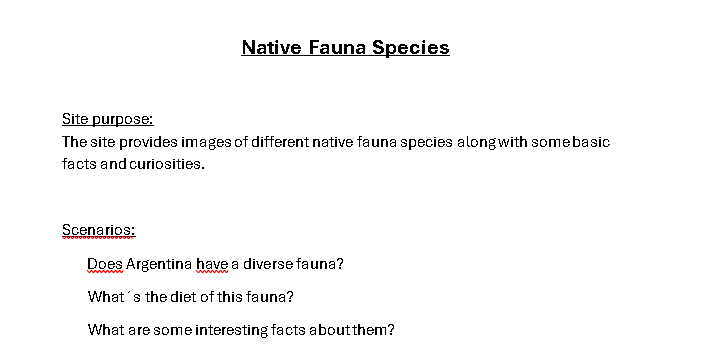 Native Fauna Species
Site purpose:
The site provides images of different native fauna species along with some basic
facts and curiosities.
Scenarios:
Does Argentina have a diverse fauna?
What´s the diet of this fauna?
What are some interesting facts about them?